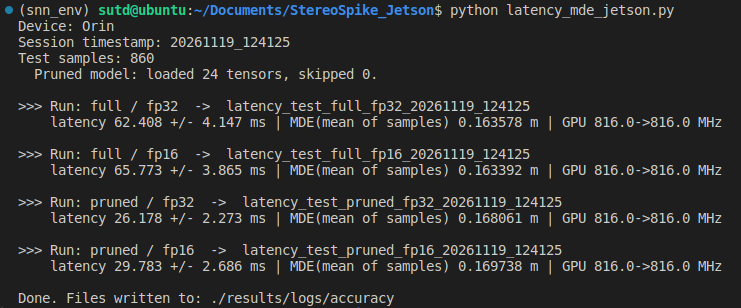 (snn_env) sutd@ubuntu:~/Documents/StereoSpike_Jetson$ python latency_mde_jetson.py
Device: Orin
Session timestamp: 20261119_124125
Test samples: 860
  Pruned model: loaded 24 tensors, skipped 0.

>>> Run: full / fp32  ->  latency_test_full_fp32_20261119_124125
    latency 62.408 +/- 4.147 ms | MDE(mean of samples) 0.163578 m | GPU 816.0->816.0 MHz

>>> Run: full / fp16  ->  latency_test_full_fp16_20261119_124125
    latency 65.773 +/- 3.865 ms | MDE(mean of samples) 0.163392 m | GPU 816.0->816.0 MHz

>>> Run: pruned / fp32  ->  latency_test_pruned_fp32_20261119_124125
    latency 26.178 +/- 2.273 ms | MDE(mean of samples) 0.168061 m | GPU 816.0->816.0 MHz

>>> Run: pruned / fp16  ->  latency_test_pruned_fp16_20261119_124125
    latency 29.783 +/- 2.686 ms | MDE(mean of samples) 0.169738 m | GPU 816.0->816.0 MHz

Done. Files written to: ./results/logs/accuracy